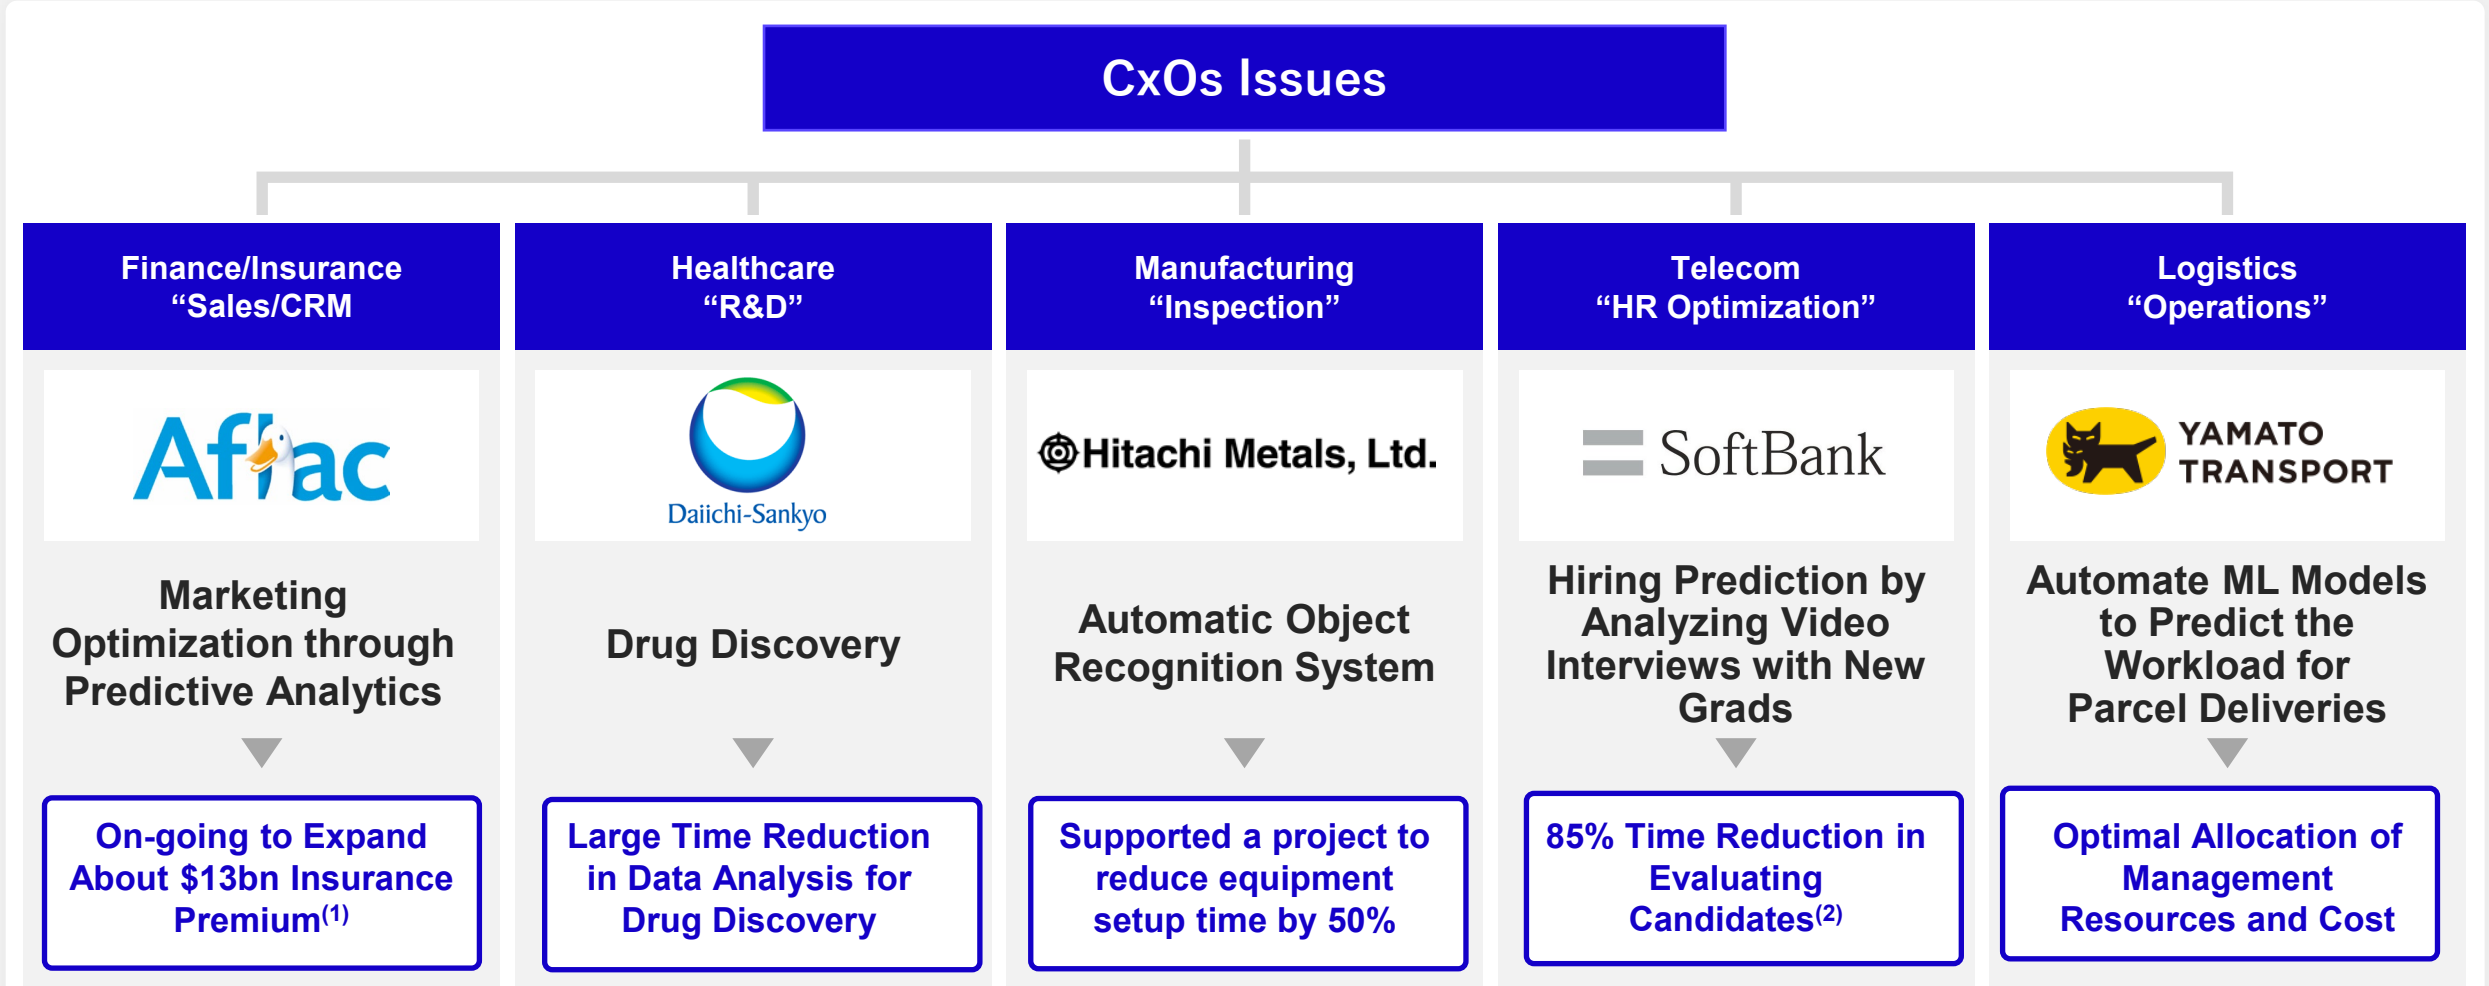 CxOs Issues
Finance/Insurance
“Sales/CRM
Aflac
Marketing
Optimization through
Predictive Analytics
On-going to Expand
About $13bn Insurance
Premium(1)
Healthcare
“R&D”
Daiichi-Sankyo
Drug Discovery
Large Time Reduction
in Data Analysis for
Drug Discovery
Manufacturing
“Inspection”
Hitachi Metals, Ltd.
Automatic Object
Recognition System
Supported a project to
reduce equipment
setup time by 50%
Telecom
“HR Optimization”
SoftBank
Hiring Prediction by
Analyzing Video
Interviews with New
Grads
85% Time Reduction in
Evaluating
Candidates(2)
Logistics
“Operations”
YAMATO
TRANSPORT
Automate ML Models
to Predict the
Workload for
Parcel Deliveries
Optimal Allocation of
Management
Resources and Cost